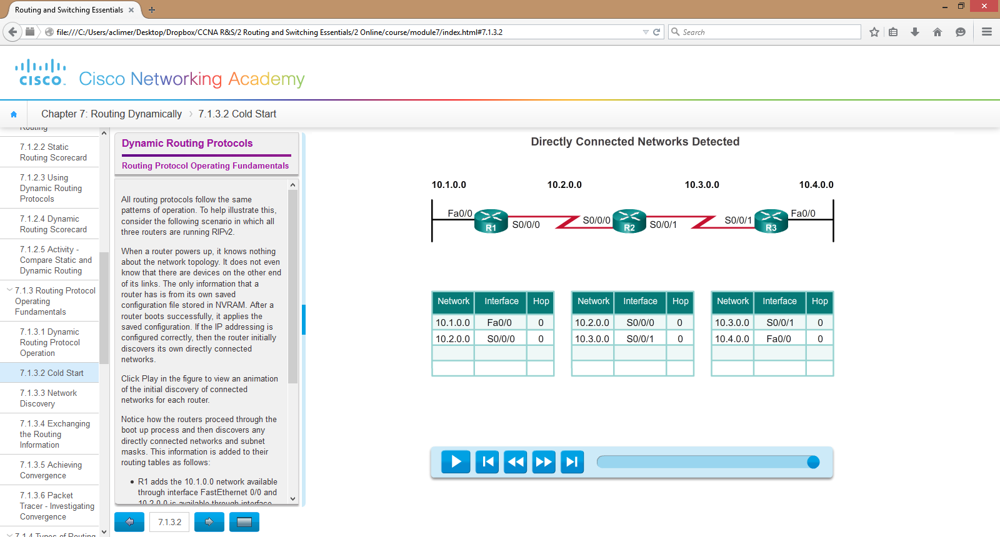 Routing and Switching Essentials
file:///C:/Users/aclimer/Desktop/Dropbox/CCNA R&S/2 Routing and Switching Essentials/2 Online/course/module7/index.html#7.1.3.2
Search
CISCO
Cisco Networking Academy
Chapter 7: Routing Dynamically
7.1.3.2 Cold Start
Routing
7.1.2.2 Static
Routing Scorecard
7.1.2.3 Using
Dynamic Routing
Protocols
7.1.2.4 Dynamic
Routing Scorecard
7.1.2.5 Activity -
Compare Static and
Dynamic Routing
7.1.3 Routing Protocol
Operating
Fundamentals
7.1.3.1 Dynamic
Routing Protocol
Operation
7.1.3.2 Cold Start
7.1.3.3 Network
Discovery
7.1.3.4 Exchanging
the Routing
Information
7.1.3.5 Achieving
Convergence
7.1.3.6 Packet
Tracer - Investigating
Convergence
7.1.4 Types of Routing
Dynamic Routing Protocols
Routing Protocol Operating Fundamentals
All routing protocols follow the same
patterns of operation. To help illustrate this,
consider the following scenario in which all
three routers are running RIPv2.
When a router powers up, it knows nothing
about the network topology. It does not even
know that there are devices on the other end
of its links. The only information that a
router has is from its own saved
configuration file stored in NVRAM. After a
router boots successfully, it applies the
saved configuration. If the IP addressing is
configured correctly, then the router initially
discovers its own directly connected
networks.
Click Play in the figure to view an animation
of the initial discovery of connected
networks for each router.
Notice how the routers proceed through the
boot up process and then discovers any
directly connected networks and subnet
masks. This information is added to their
routing tables as follows:
• R1 adds the 10.1.0.0 network available
through interface FastEthernet 0/0 and
10.2.0.0 is available through interface
7.1.3.2
Directly Connected Networks Detected
10.1.0.0 10.2.0.0 10.3.0.0 10.4.0.0
Fa0/0 R1 S0/0/0 S0/0/0 R2 S0/0/1 S0/0/1 R3 Fa0/0
Network Interface Hop
10.1.0.0 Fa0/0 0
10.2.0.0 S0/0/0 0
Network Interface Hop
10.2.0.0 S0/0/0 0
10.3.0.0 S0/0/1 0
Network Interface Hop
10.3.0.0 S0/0/1 0
10.4.0.0 Fa0/0 0